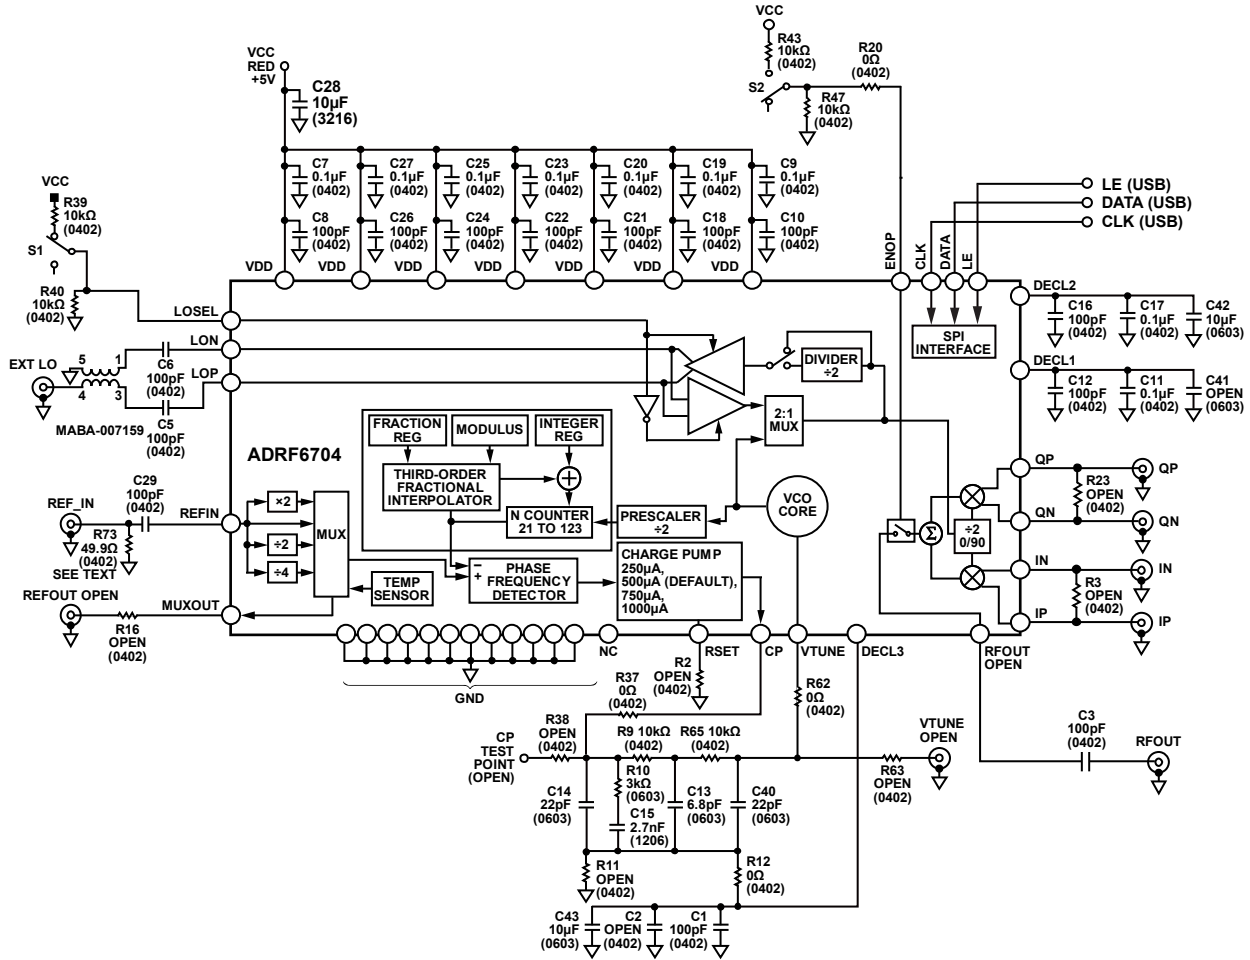 VCC
RED
+5V
C28
10µF
(3216)
VCC
R43
10kΩ
(0402)
S2
R47
10kΩ
(0402)
R20
0Ω
(0402)
C7
0.1µF
(0402)
C27
0.1µF
(0402)
C25
0.1µF
(0402)
C23
0.1µF
(0402)
C20
0.1µF
(0402)
C19
0.1µF
(0402)
C9
0.1µF
(0402)
C8
100pF
(0402)
C26
100pF
(0402)
C24
100pF
(0402)
C22
100pF
(0402)
C21
100pF
(0402)
C18
100pF
(0402)
C10
100pF
(0402)
VDD
VDD
VDD
VDD
VDD
VDD
VDD
ENOP
CLK
DATA
LE
LE (USB)
DATA (USB)
CLK (USB)
VCC
R39
10kΩ
(0402)
S1
R40
10kΩ
(0402)
LOSEL
LON
LOP
EXT LO
5
1
4
3
C6
100pF
(0402)
C5
100pF
(0402)
MABA-007159
SPI
INTERFACE
DIVIDER
÷2
2:1
MUX
DECL2
C16
100pF
(0402)
C17
0.1µF
(0402)
C42
10µF
(0603)
DECL1
C12
100pF
(0402)
C11
0.1µF
(0402)
C41
OPEN
(0603)
ADRF6704
FRACTION
REG
MODULUS
INTEGER
REG
THIRD-ORDER
FRACTIONAL
INTERPOLATOR
+
N COUNTER
21 TO 123
PRESCALER
÷2
VCO
CORE
C29
100pF
(0402)
REF_IN
REFIN
R73
49.9Ω
(0402)
SEE TEXT
×2
÷2
÷4
MUX
TEMP
SENSOR
–
+
PHASE
FREQUENCY
DETECTOR
CHARGE PUMP
250µA,
500µA (DEFAULT),
750µA,
1000µA
Σ
÷2
0/90
QP
QN
IN
IP
R23
OPEN
(0402)
R3
OPEN
(0402)
QP
QN
IN
IP
REFOUT OPEN
MUXOUT
R16
OPEN
(0402)
GND
NC
RSET
CP
VTUNE
DECL3
RFOUT
OPEN
R2
OPEN
(0402)
R37
0Ω
(0402)
R62
0Ω
(0402)
R38
OPEN
(0402)
CP
TEST
POINT
(OPEN)
R9 10kΩ
(0402)
R65 10kΩ
(0402)
R10
3kΩ
(0603)
C14
22pF
(0603)
C15
2.7nF
(1206)
C13
6.8pF
(0603)
C40
22pF
(0603)
R63
OPEN
(0402)
VTUNE
OPEN
C3
100pF
(0402)
RFOUT
R11
OPEN
(0402)
R12
0Ω
(0402)
C43
10µF
(0603)
C2
OPEN
(0402)
C1
100pF
(0402)